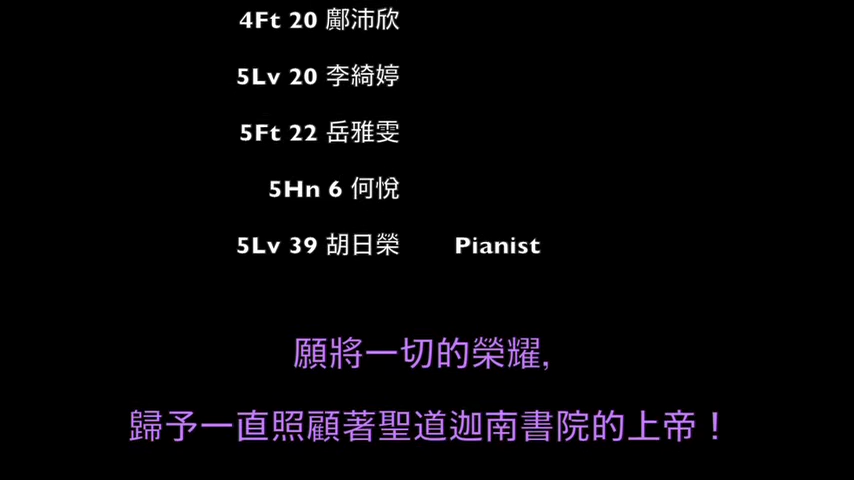 4Ft 20 鄺沛欣
5Lv 20 李綺婷
5Ft 22 岳雅雯
5Hn 6 何悅
5Lv 39 胡日榮 Pianist
願將一切的榮耀,
歸予一直照顧著聖道迦南書院的上帝！